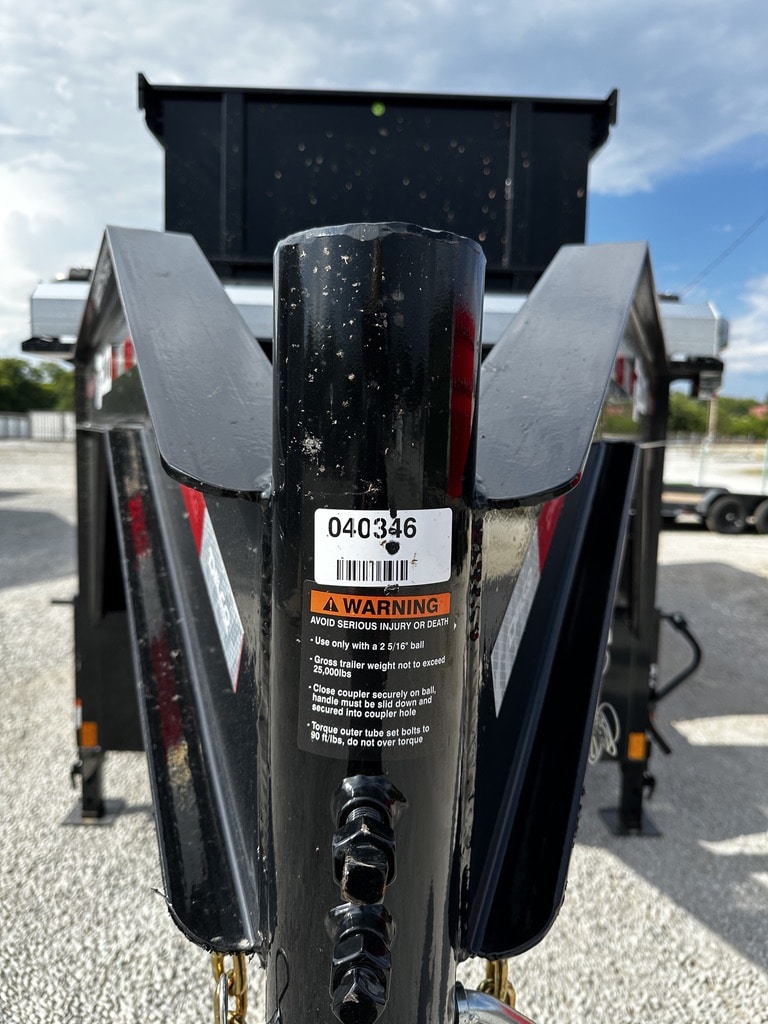 040346
⚠ WARNING
AVOID SERIOUS INJURY OR DEATH
- Use only with a 2 5/16" ball
- Gross trailer weight not to exceed
25,000lbs
- Close coupler securely on ball,
handle must be slid down and
secured into coupler hole
- Torque outer tube set bolts to
90 ft/lbs, do not over torque